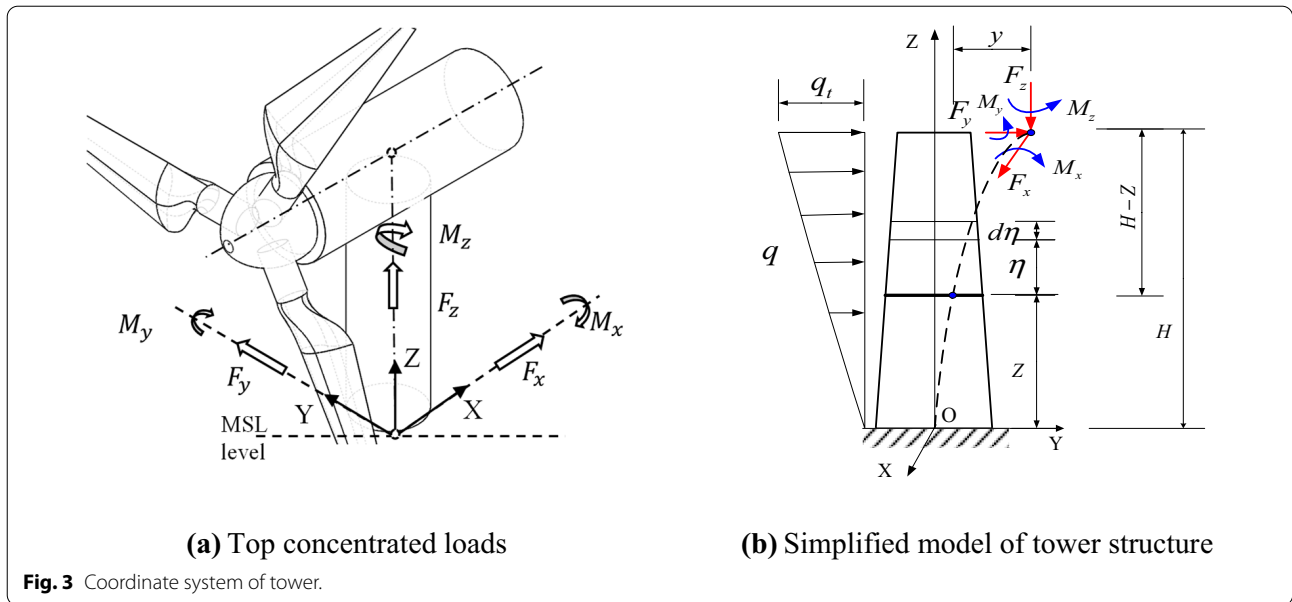 M_z
F_z
M_y
M_x
F_y
F_x
Z
Y
X
MSL
level
Z
y
q_t
F_z
M_z
F_y
M_y
M_x
F_x
q
dη
η
H – Z
H
Z
O
Y
X
(a) Top concentrated loads
(b) Simplified model of tower structure
Fig. 3 Coordinate system of tower.